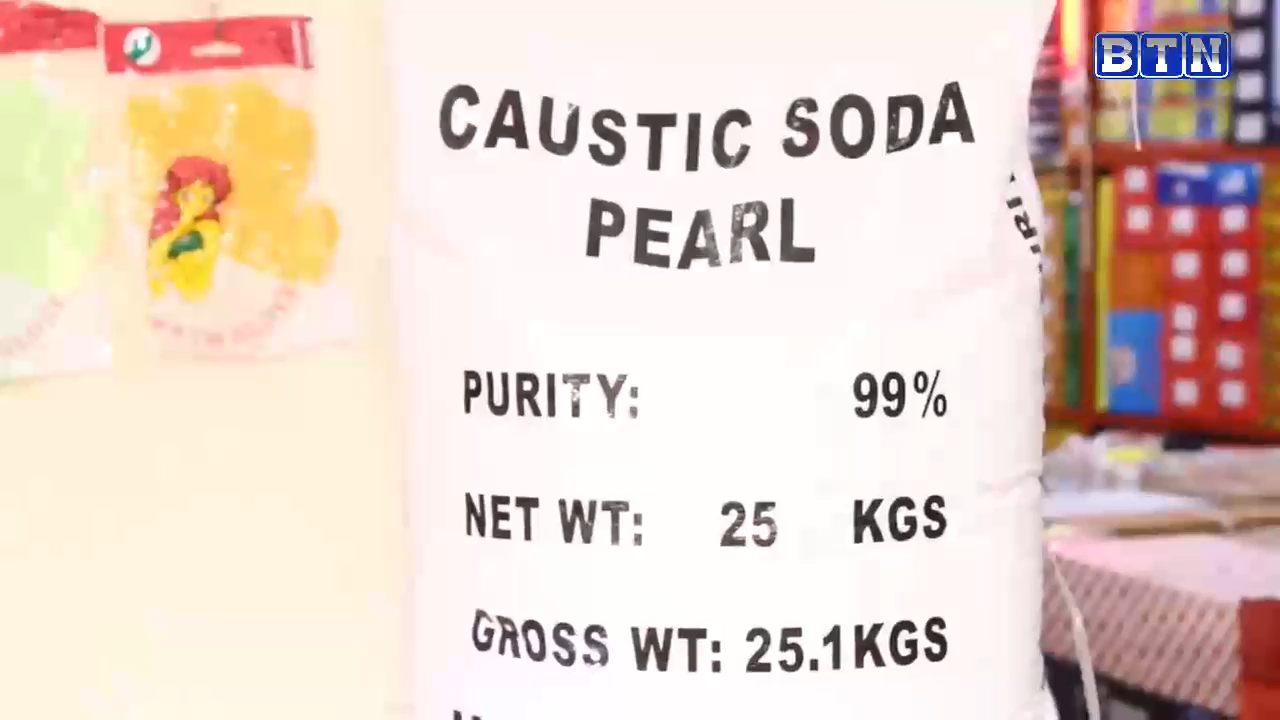 BTN
CAUSTIC SODA
PEARL
PURITY: 99%
NET WT: 25 KGS
GROSS WT: 25.1KGS